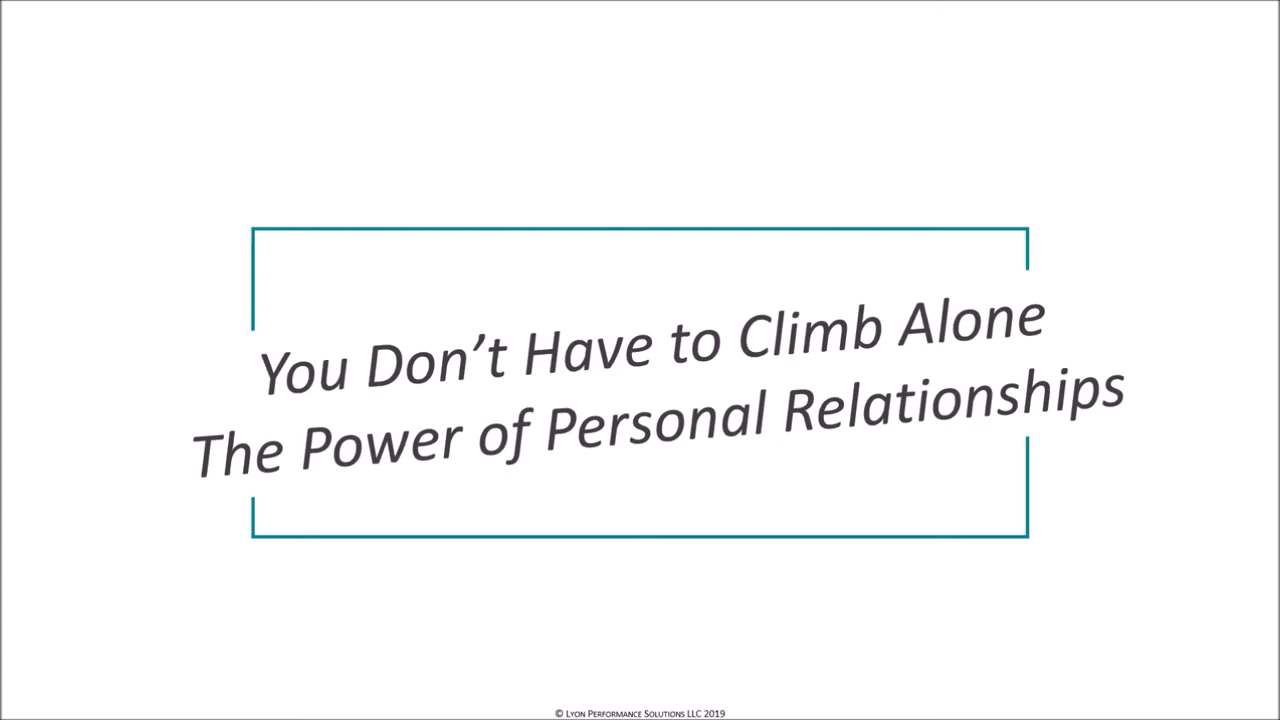 You Don’t Have to Climb Alone
The Power of Personal Relationships
© Lyon Performance Solutions LLC 2019